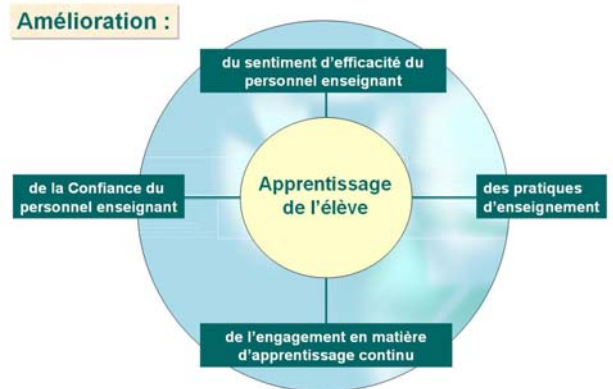 Amélioration :
du sentiment d'efficacité du
personnel enseignant
de la Confiance du
personnel enseignant
Apprentissage
de l'élève
des pratiques
d'enseignement
de l'engagement en matière
d'apprentissage continu